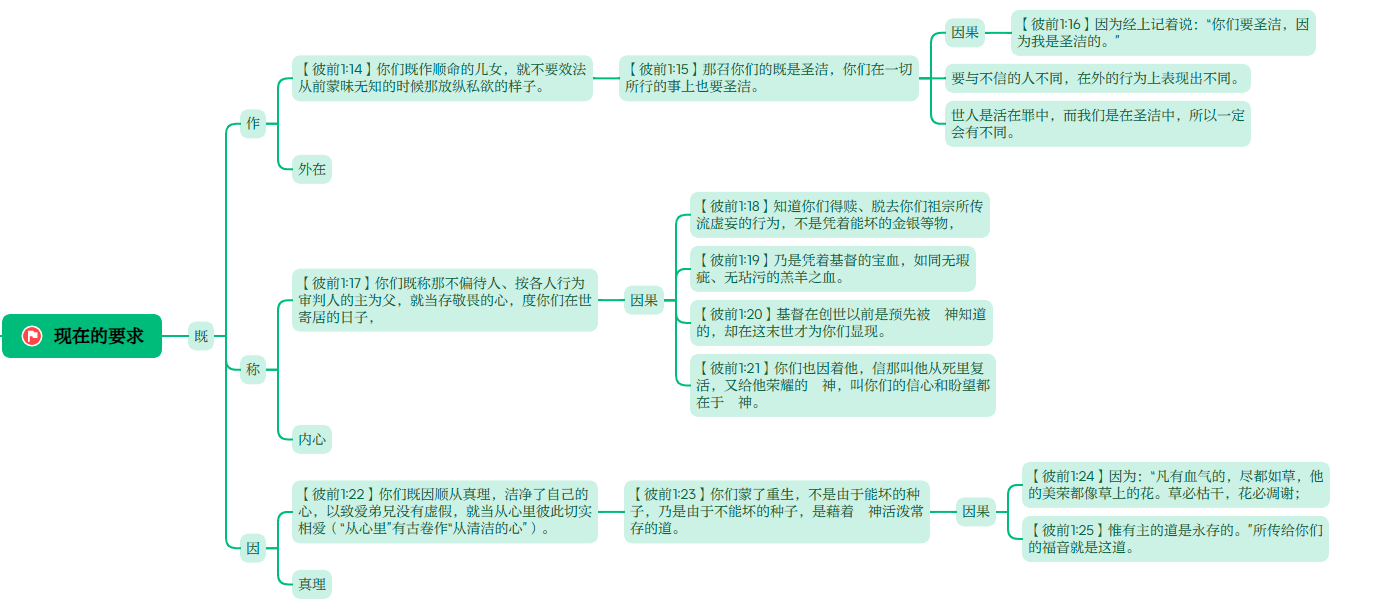 现在的要求
既
作
【彼前1:14】你们既作顺命的儿女，就不要效法
从前蒙昧无知的时候那放纵私欲的样子。
【彼前1:15】那召你们的既是圣洁，你们在一切
所行的事上也要圣洁。
因果
【彼前1:16】因为经上记着说：“你们要圣洁，因
为我是圣洁的。”
要与不信的人不同，在外的行为上表现出不同。
世人是活在罪中，而我们是在圣洁中，所以一定
会有不同。
外在
称
【彼前1:17】你们既称那不偏待人、按各人行为
审判人的主为父，就当存敬畏的心，度你们在世
寄居的日子，
因果
【彼前1:18】知道你们得赎、脱去你们祖宗所传
流虚妄的行为，不是凭着能坏的金银等物，
【彼前1:19】乃是凭着基督的宝血，如同无瑕
疵、无玷污的羔羊之血。
【彼前1:20】基督在创世以前是预先被　神知道
的，却在这末世才为你们显现。
【彼前1:21】你们也因着他，信那叫他从死里复
活，又给他荣耀的　神，叫你们的信心和盼望都
在于　神。
内心
因
【彼前1:22】你们既因顺从真理，洁净了自己的
心，以致爱弟兄没有虚假，就当从心里彼此切实
相爱（“从心里”有古卷作“从清洁的心”）。
【彼前1:23】你们蒙了重生，不是由于能坏的种
子，乃是由于不能坏的种子，是藉着　神活泼常
存的道。
因果
【彼前1:24】因为：“凡有血气的，尽都如草，他
的美荣都像草上的花。草必枯干，花必凋谢；
【彼前1:25】惟有主的道是永存的。”所传给你们
的福音就是这道。
真理